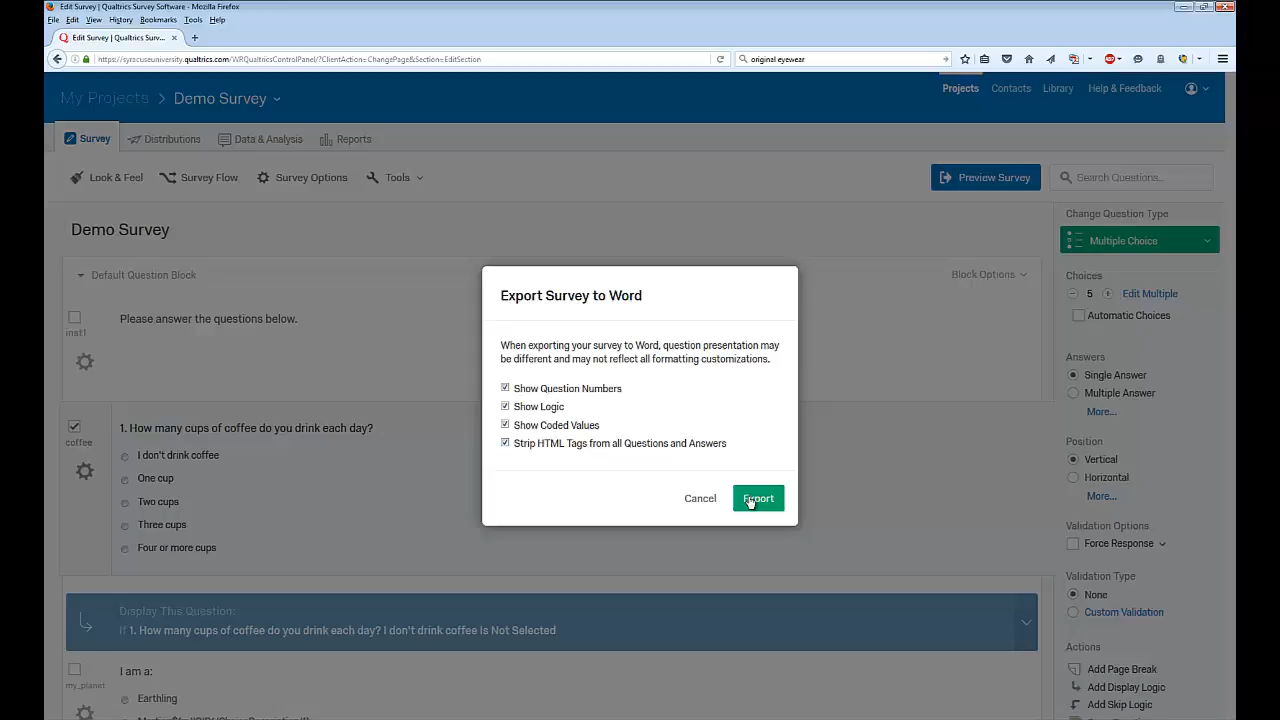 Edit Survey | Qualtrics Survey Software - Mozilla Firefox
File Edit View History Bookmarks Tools Help
Edit Survey | Qualtrics Surv... × +
https://syracuseuniversity.qualtrics.com/WRQualtricsControlPanel/?ClientAction=ChangePage&Section=EditSection
original eyewear
My Projects > Demo Survey
Projects Contacts Library Help & Feedback
Survey Distributions Data & Analysis Reports
Look & Feel Survey Flow Survey Options Tools Preview Survey Search Questions...
Demo Survey
Default Question Block Block Options
inst1 Please answer the questions below.
coffee 1. How many cups of coffee do you drink each day?
I don't drink coffee
One cup
Two cups
Three cups
Four or more cups
Display This Question:
If 1. How many cups of coffee do you drink each day? I don't drink coffee Is Not Selected
my_planet I am a:
Earthling
Export Survey to Word
When exporting your survey to Word, question presentation may
be different and may not reflect all formatting customizations.
Show Question Numbers
Show Logic
Show Coded Values
Strip HTML Tags from all Questions and Answers
Cancel Export
Change Question Type
Multiple Choice
Choices
5 Edit Multiple
Automatic Choices
Answers
Single Answer
Multiple Answer
More...
Position
Vertical
Horizontal
More...
Validation Options
Force Response
Validation Type
None
Custom Validation
Actions
Add Page Break
Add Display Logic
Add Skip Logic